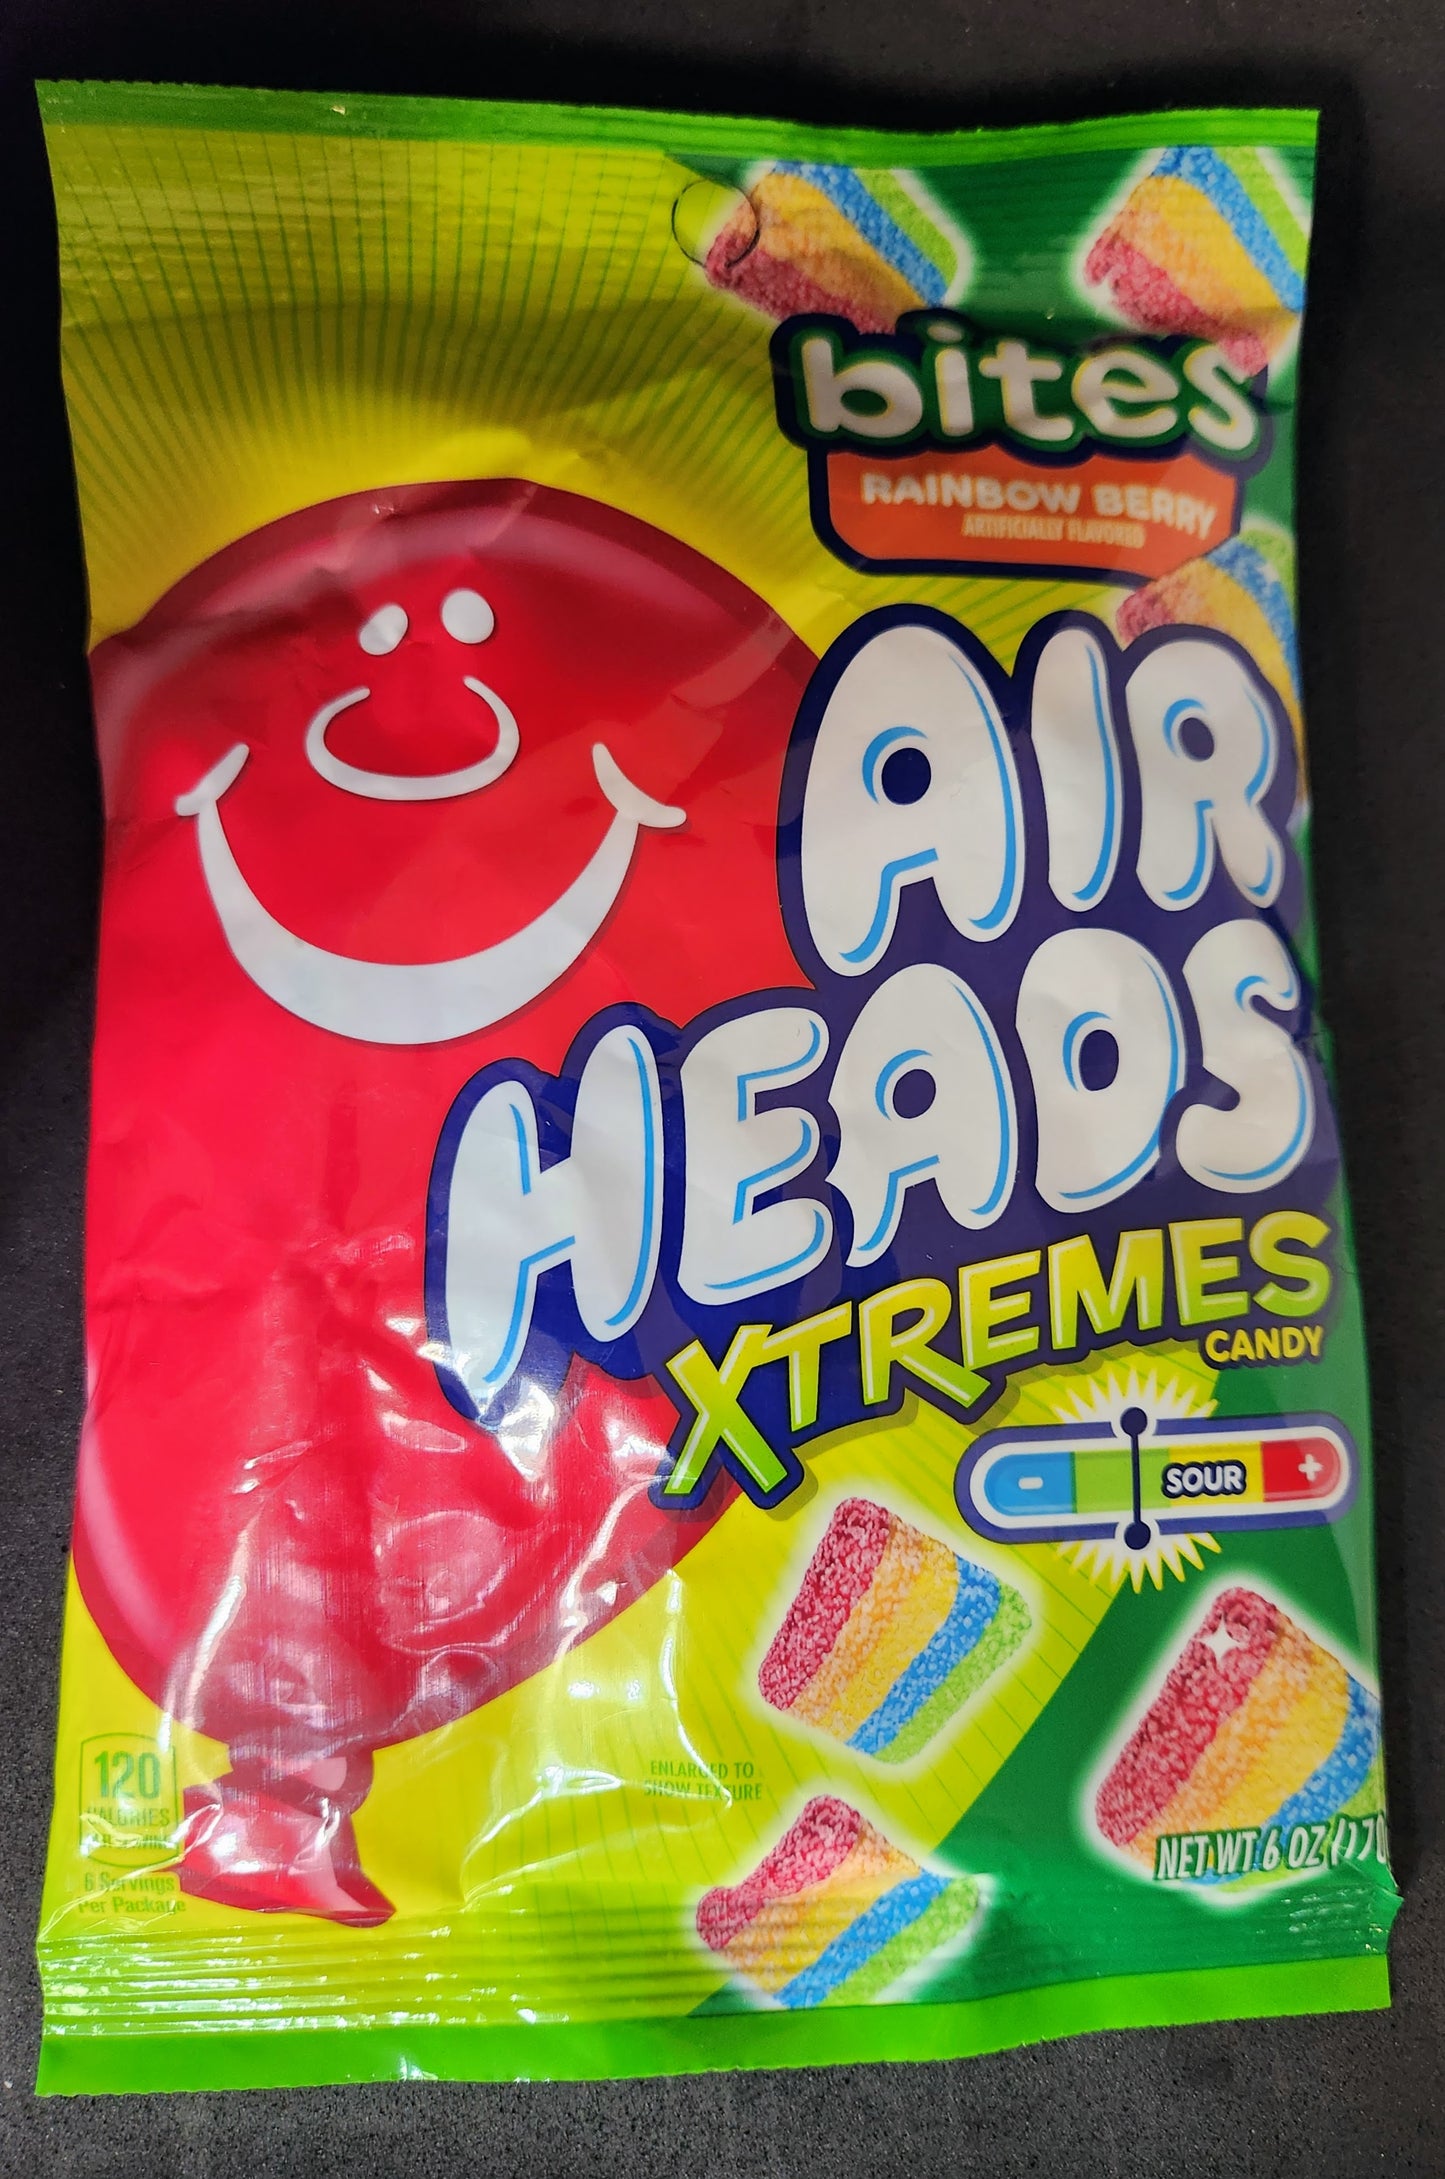 bites
RAINBOW BERRY
ARTIFICIALLY FLAVORED
AIR
HEADS
XTREMES
CANDY
- SOUR +
ENLARGED TO
SHOW TEXTURE
120
CALORIES
6 Servings
Per Package
NET WT 6 OZ (170